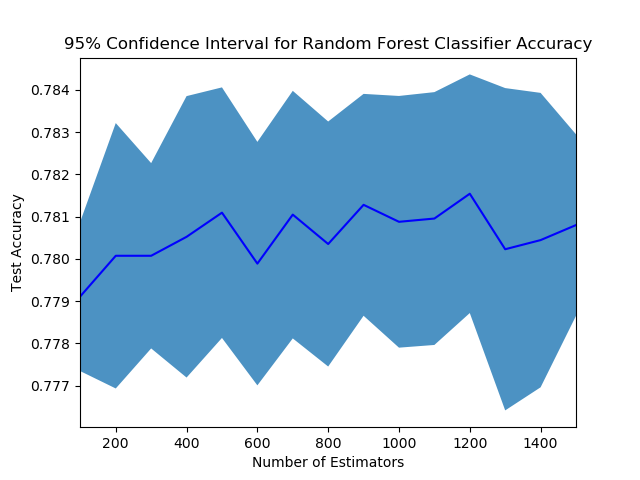 95% Confidence Interval for Random Forest Classifier Accuracy
0.784
0.783
0.782
0.781
0.780
0.779
0.778
0.777
Test Accuracy
200 400 600 800 1000 1200 1400
Number of Estimators